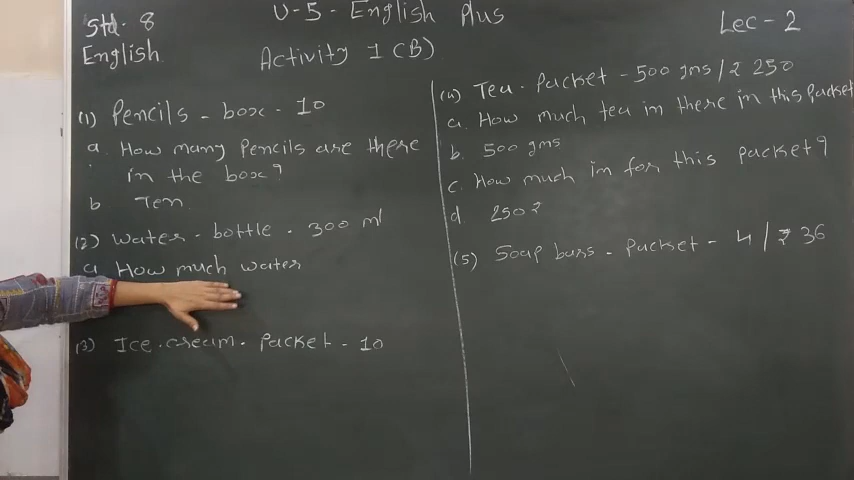 Std. 8
English
U-5 - English Plus
Activity 1 (B)
Lec - 2
(1) Pencils - box - 10
a. How many pencils are there
in the box?
b Ten
(2) water - bottle - 300 ml
a How much water
(3) Ice.cream - Packet - 10
(4) Tea - Packet - 500 gms / ₹ 250
a. How much tea in there in this packet
b. 500 gms
c. How much in for this packet?
d. 250 ₹
(5) Soap bars - Packet - 4 / ₹ 36